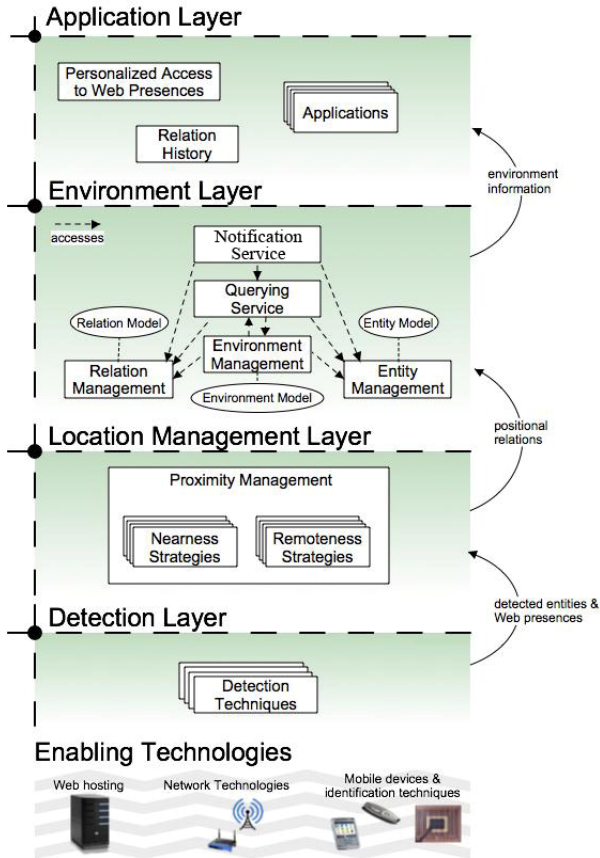 Application Layer
Personalized Access
to Web Presences
Applications
Relation
History
environment
information
Environment Layer
accesses
Notification
Service
Querying
Service
Relation Model
Entity Model
Environment
Management
Relation
Management
Entity
Management
Environment Model
positional
relations
Location Management Layer
Proximity Management
Nearness
Strategies
Remoteness
Strategies
detected entities &
Web presences
Detection Layer
Detection
Techniques
Enabling Technologies
Web hosting
Network Technologies
Mobile devices &
identification techniques